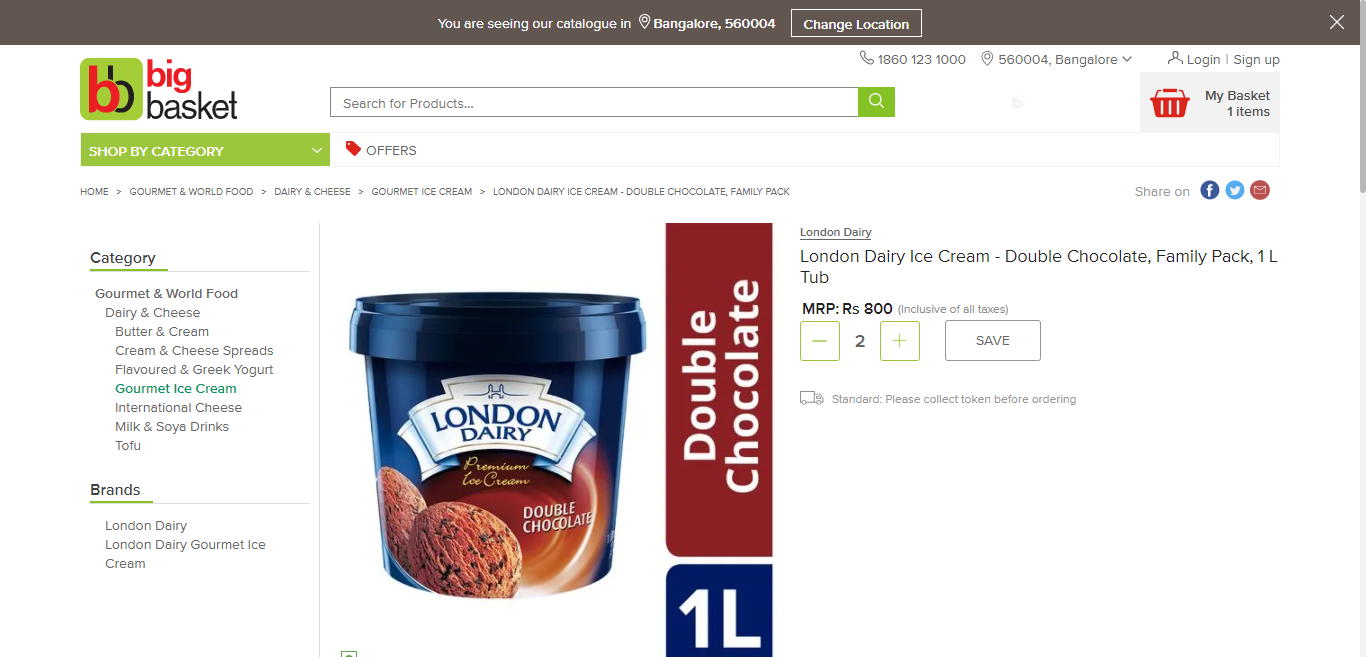 You are seeing our catalogue in Bangalore, 560004 Change Location
1860 123 1000 560004, Bangalore Login | Sign up
bb big basket
Search for Products...
My Basket
1 items
SHOP BY CATEGORY OFFERS
HOME > GOURMET & WORLD FOOD > DAIRY & CHEESE > GOURMET ICE CREAM > LONDON DAIRY ICE CREAM - DOUBLE CHOCOLATE, FAMILY PACK
Share on
Category
Gourmet & World Food
Dairy & Cheese
Butter & Cream
Cream & Cheese Spreads
Flavoured & Greek Yogurt
Gourmet Ice Cream
International Cheese
Milk & Soya Drinks
Tofu
Brands
London Dairy
London Dairy Gourmet Ice
Cream
LONDON
DAIRY
Premium
Ice Cream
DOUBLE
CHOCOLATE
Double
Chocolate
1L
London Dairy
London Dairy Ice Cream - Double Chocolate, Family Pack, 1 L
Tub
MRP: Rs 800 (Inclusive of all taxes)
2 SAVE
Standard: Please collect token before ordering